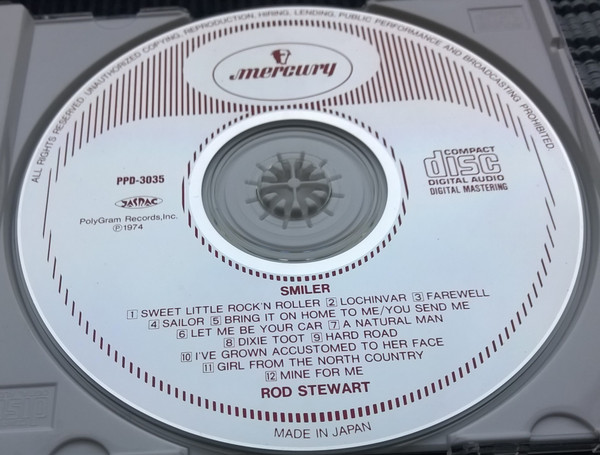 ALL RIGHTS RESERVED. UNAUTHORIZED COPYING, REPRODUCTION, HIRING, LENDING, PUBLIC PERFORMANCE AND BROADCASTING PROHIBITED.
mercury
PPD-3035
JASRAC
PolyGram Records,Inc.
Ⓟ1974
COMPACT
disc
DIGITAL AUDIO
DIGITAL MASTERING
SMILER
1 SWEET LITTLE ROCK'N ROLLER 2 LOCHINVAR 3 FAREWELL
4 SAILOR 5 BRING IT ON HOME TO ME/YOU SEND ME
6 LET ME BE YOUR CAR 7 A NATURAL MAN
8 DIXIE TOOT 9 HARD ROAD
10 I'VE GROWN ACCUSTOMED TO HER FACE
11 GIRL FROM THE NORTH COUNTRY
12 MINE FOR ME
ROD STEWART
MADE IN JAPAN